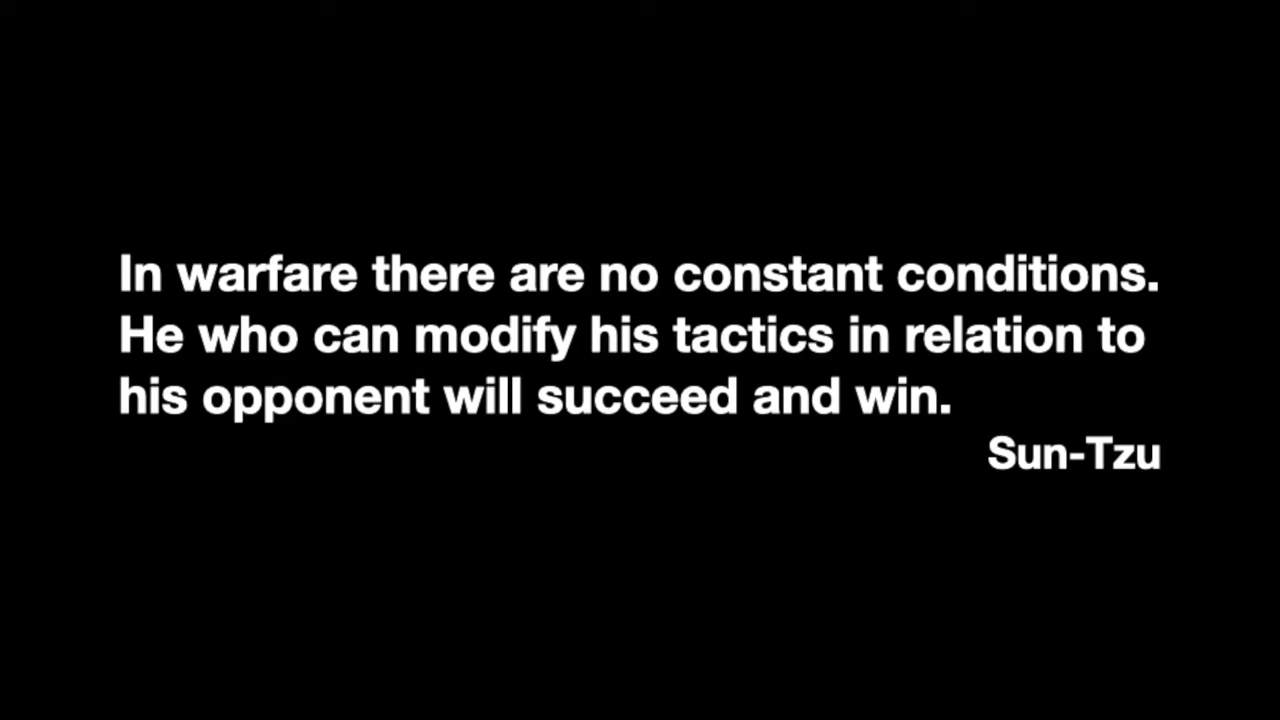 In warfare there are no constant conditions.
He who can modify his tactics in relation to
his opponent will succeed and win.
Sun-Tzu